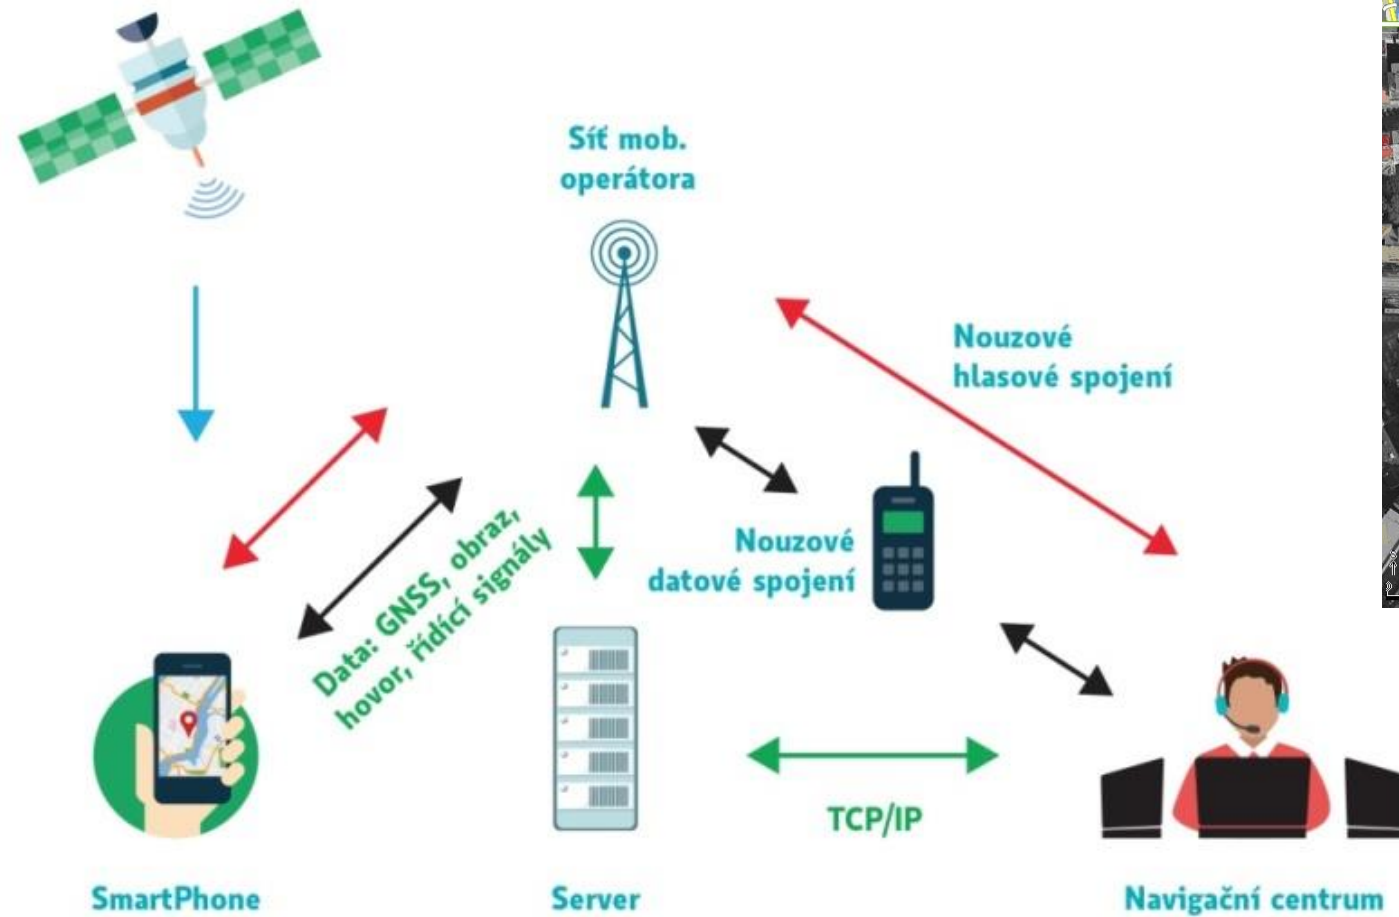 Síť mob.
operátora
Nouzové
hlasové spojení
Nouzové
datové spojení
Data: GNSS, obraz,
hovor, řídící signály
TCP/IP
SmartPhone
Server
Navigační centrum